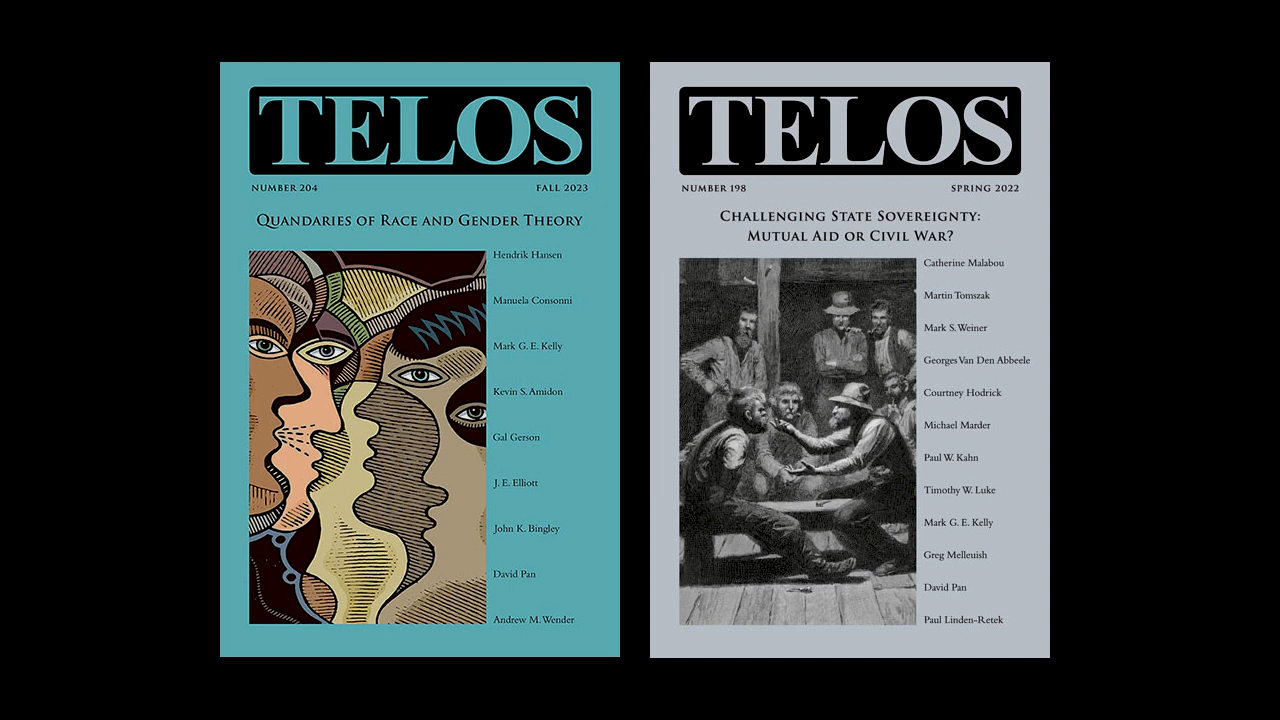 TELOS
NUMBER 204 FALL 2023
QUANDARIES OF RACE AND GENDER THEORY
Hendrik Hansen
Manuela Consonni
Mark G. E. Kelly
Kevin S. Amidon
Gal Gerson
J. E. Elliott
John K. Bingley
David Pan
Andrew M. Wender
TELOS
NUMBER 198 SPRING 2022
CHALLENGING STATE SOVEREIGNTY:
MUTUAL AID OR CIVIL WAR?
Catherine Malabou
Martin Tomszak
Mark S. Weiner
Georges Van Den Abbeele
Courtney Hodrick
Michael Marder
Paul W. Kahn
Timothy W. Luke
Mark G. E. Kelly
Greg Melleuish
David Pan
Paul Linden-Retek